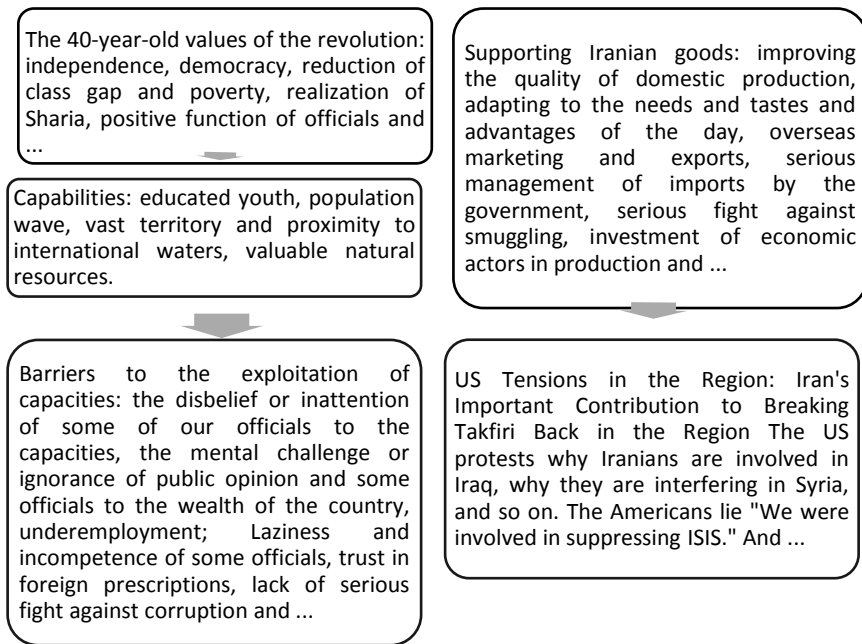 The 40-year-old values of the revolution:
independence, democracy, reduction of
class gap and poverty, realization of
Sharia, positive function of officials and
...
Capabilities: educated youth, population
wave, vast territory and proximity to
international waters, valuable natural
resources.
Barriers to the exploitation of
capacities: the disbelief or inattention
of some of our officials to the
capacities, the mental challenge or
ignorance of public opinion and some
officials to the wealth of the country,
underemployment; Laziness and
incompetence of some officials, trust in
foreign prescriptions, lack of serious
fight against corruption and ...
Supporting Iranian goods: improving
the quality of domestic production,
adapting to the needs and tastes and
advantages of the day, overseas
marketing and exports, serious
management of imports by the
government, serious fight against
smuggling, investment of economic
actors in production and ...
US Tensions in the Region: Iran's
Important Contribution to Breaking
Takfiri Back in the Region The US
protests why Iranians are involved in
Iraq, why they are interfering in Syria,
and so on. The Americans lie "We were
involved in suppressing ISIS." And ...